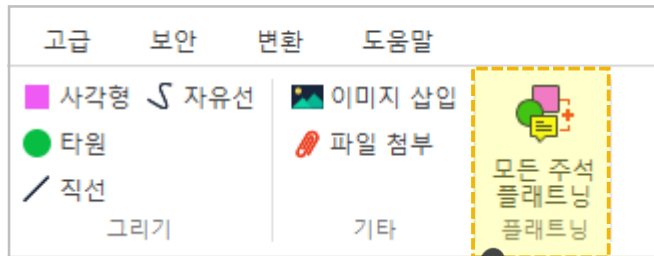 고급 보안 변환 도움말
사각형 자유선 이미지 삽입
타원 파일 첨부
직선
모든 주석
플래트닝
그리기 기타 플래트닝